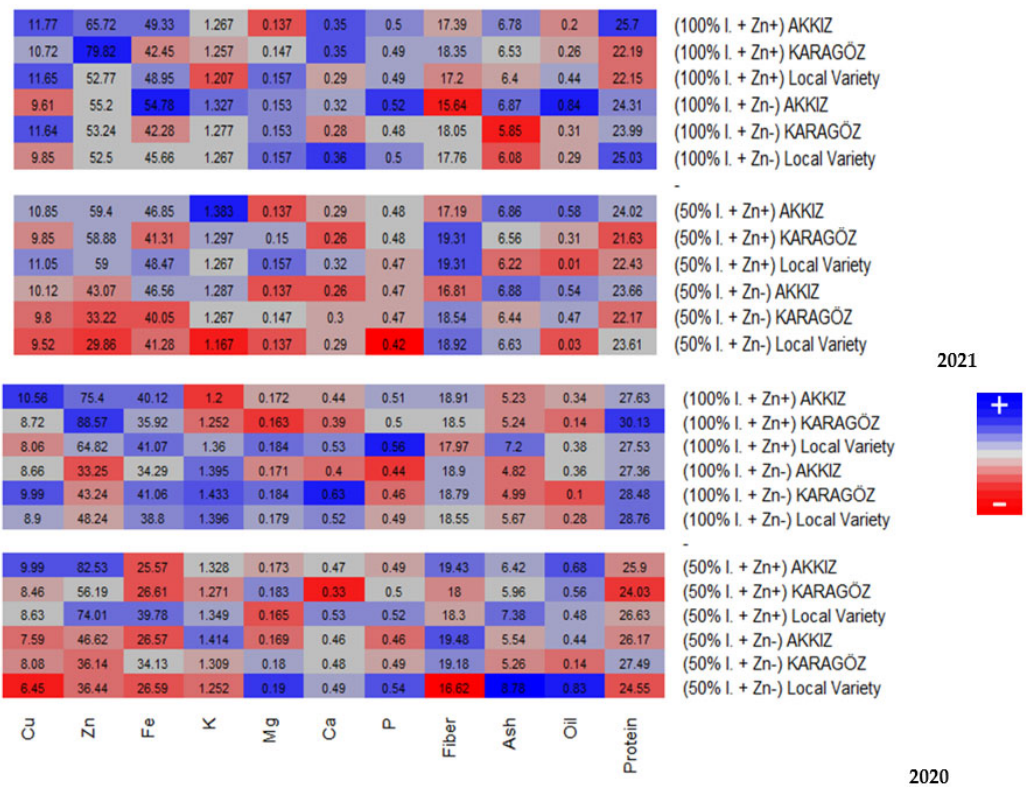 11.77 65.72 49.33 1.267 0.137 0.35 0.5 17.39 6.78 0.2 25.7 (100% I. + Zn+) AKKIZ
10.72 79.82 42.45 1.257 0.147 0.35 0.49 18.35 6.53 0.26 22.19 (100% I. + Zn+) KARAGÖZ
11.65 52.77 48.95 1.207 0.157 0.29 0.49 17.2 6.4 0.44 22.15 (100% I. + Zn+) Local Variety
9.61 55.2 54.78 1.327 0.153 0.32 0.52 15.64 6.87 0.84 24.31 (100% I. + Zn-) AKKIZ
11.64 53.24 42.28 1.277 0.153 0.28 0.48 18.05 5.85 0.31 23.99 (100% I. + Zn-) KARAGÖZ
9.85 52.5 45.66 1.267 0.157 0.36 0.5 17.76 6.08 0.29 25.03 (100% I. + Zn-) Local Variety
-
10.85 59.4 46.85 1.383 0.137 0.29 0.48 17.19 6.86 0.58 24.02 (50% I. + Zn+) AKKIZ
9.85 58.88 41.31 1.297 0.15 0.26 0.48 19.31 6.56 0.31 21.63 (50% I. + Zn+) KARAGÖZ
11.05 59 48.47 1.267 0.157 0.32 0.47 19.31 6.22 0.01 22.43 (50% I. + Zn+) Local Variety
10.12 43.07 46.56 1.287 0.137 0.26 0.47 16.81 6.88 0.54 23.66 (50% I. + Zn-) AKKIZ
9.8 33.22 40.05 1.267 0.147 0.3 0.47 18.54 6.44 0.47 22.17 (50% I. + Zn-) KARAGÖZ
9.52 29.86 41.28 1.167 0.137 0.29 0.42 18.92 6.63 0.03 23.61 (50% I. + Zn-) Local Variety
2021
10.56 75.4 40.12 1.2 0.172 0.44 0.51 18.91 5.23 0.34 27.63 (100% I. + Zn+) AKKIZ
8.72 88.57 35.92 1.252 0.163 0.39 0.5 18.5 5.24 0.14 30.13 (100% I. + Zn+) KARAGÖZ
8.06 64.82 41.07 1.36 0.184 0.53 0.56 17.97 7.2 0.38 27.53 (100% I. + Zn+) Local Variety
8.66 33.25 34.29 1.395 0.171 0.4 0.44 18.9 4.82 0.36 27.36 (100% I. + Zn-) AKKIZ
9.99 43.24 41.06 1.433 0.184 0.63 0.46 18.79 4.99 0.1 28.48 (100% I. + Zn-) KARAGÖZ
8.9 48.24 38.8 1.396 0.179 0.52 0.49 18.55 5.67 0.28 28.76 (100% I. + Zn-) Local Variety
+
-
-
9.99 82.53 25.57 1.328 0.173 0.47 0.49 19.43 6.42 0.68 25.9 (50% I. + Zn+) AKKIZ
8.46 56.19 26.61 1.271 0.183 0.33 0.5 18 5.96 0.56 24.03 (50% I. + Zn+) KARAGÖZ
8.63 74.01 39.78 1.349 0.165 0.53 0.52 18.3 7.38 0.48 26.63 (50% I. + Zn+) Local Variety
7.59 46.62 26.57 1.414 0.169 0.46 0.46 19.48 5.54 0.44 26.17 (50% I. + Zn-) AKKIZ
8.08 36.14 34.13 1.309 0.18 0.48 0.49 19.18 5.26 0.14 27.49 (50% I. + Zn-) KARAGÖZ
6.45 36.44 26.59 1.252 0.19 0.49 0.54 16.62 8.78 0.83 24.55 (50% I. + Zn-) Local Variety
Cu Zn Fe K Mg Ca P Fiber Ash Oil Protein
2020